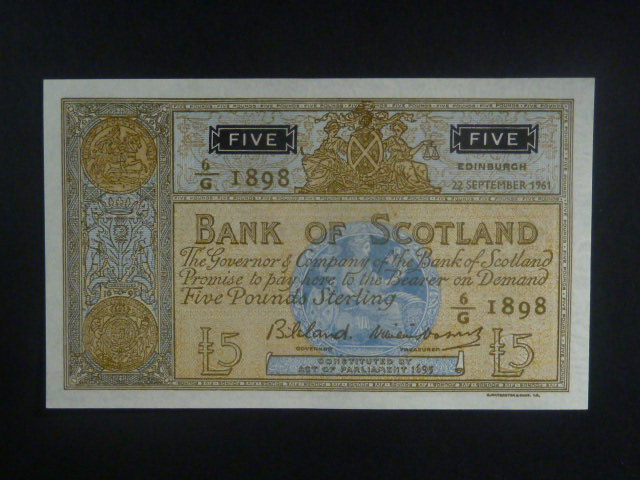 FIVE
FIVE
6/G 1898
EDINBURGH
22 SEPTEMBER 1961
BANK OF SCOTLAND
The Governor & Company of the Bank of Scotland
Promise to pay here to the Bearer on Demand
Five Pounds Sterling
6/G 1898
£5
£5
GOVERNOR
TREASURER
CONSTITUTED BY
ACT OF PARLIAMENT 1695